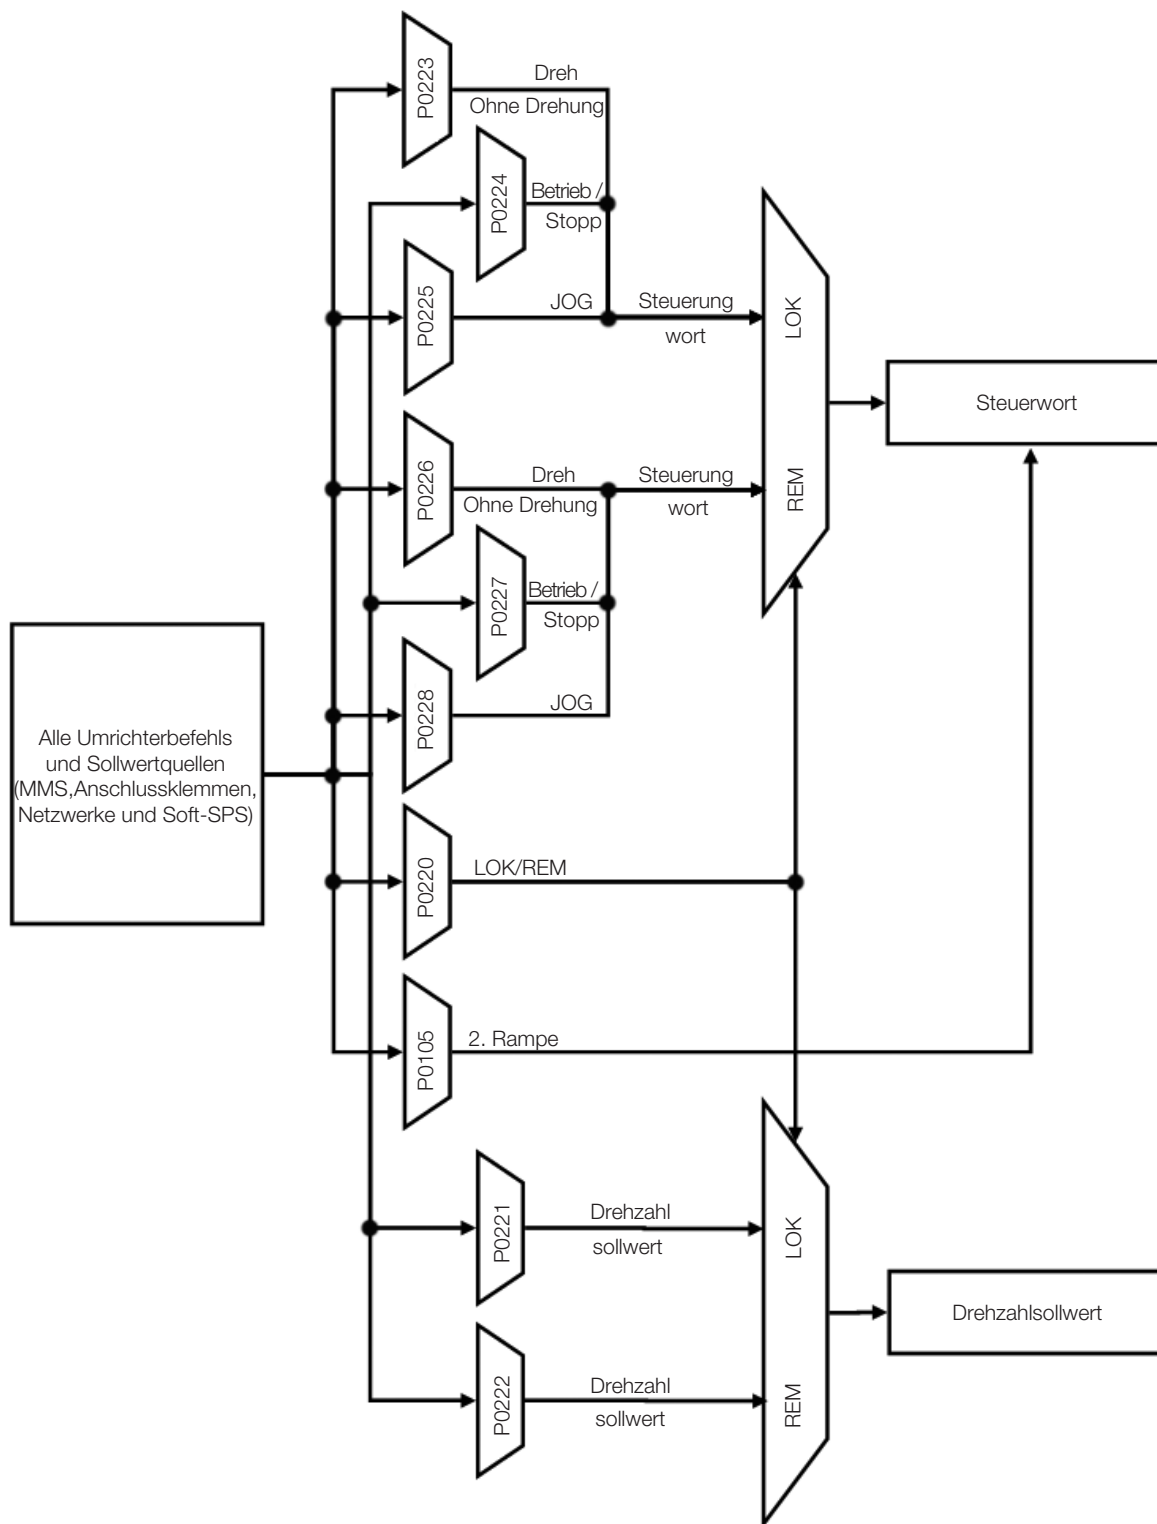 P0223
Dreh
Ohne Drehung
P0224
Betrieb /
Stopp
P0225
JOG
Steuerung
wort
LOK
REM
Steuerwort
P0226
Dreh
Ohne Drehung
Steuerung
wort
P0227
Betrieb /
Stopp
P0228
JOG
Alle Umrichterbefehls
und Sollwertquellen
(MMS,Anschlussklemmen,
Netzwerke und Soft-SPS)
P0220
LOK/REM
P0105
2. Rampe
P0221
Drehzahl
sollwert
LOK
REM
Drehzahlsollwert
P0222
Drehzahl
sollwert